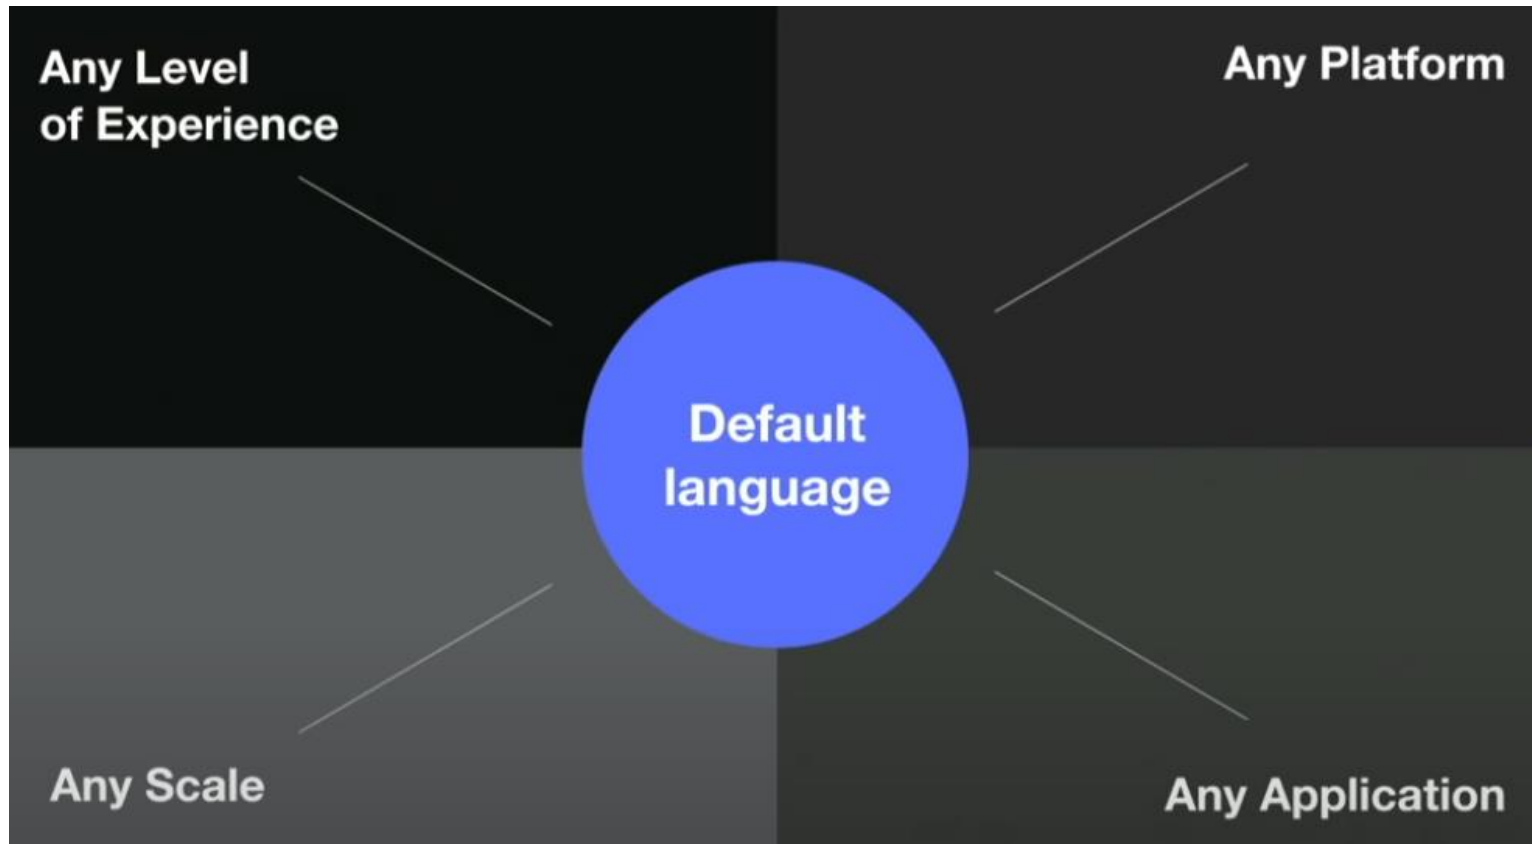 Any Level
of Experience
Any Platform
Default
language
Any Scale
Any Application